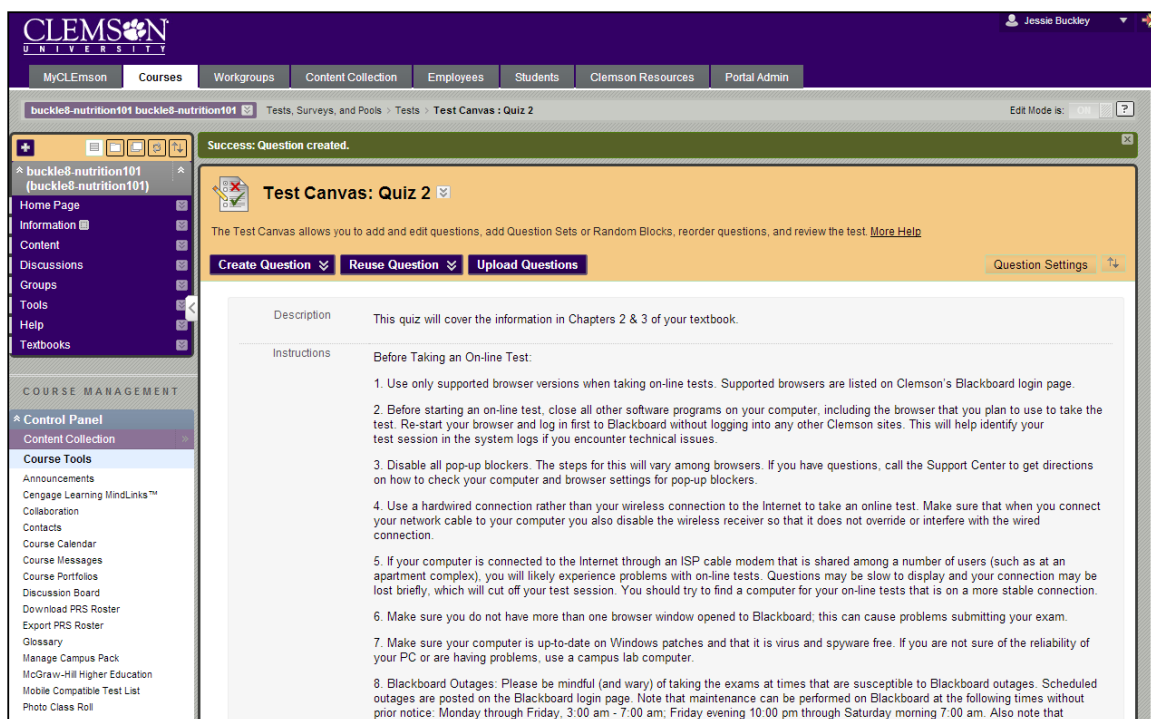 CLEMSON
UNIVERSITY
Jessie Buckley
MyCLEmson Courses Workgroups Content Collection Employees Students Clemson Resources Portal Admin
buckle8-nutrition101 buckle8-nutrition101 Tests, Surveys, and Pools > Tests > Test Canvas : Quiz 2 Edit Mode is: ON ?
Success: Question created.
buckle8-nutrition101
(buckle8-nutrition101)
Home Page
Information
Content
Discussions
Groups
Tools
Help
Textbooks
COURSE MANAGEMENT
Control Panel
Content Collection »
Course Tools
Announcements
Cengage Learning MindLinks™
Collaboration
Contacts
Course Calendar
Course Messages
Course Portfolios
Discussion Board
Download PRS Roster
Export PRS Roster
Glossary
Manage Campus Pack
McGraw-Hill Higher Education
Mobile Compatible Test List
Photo Class Roll
Test Canvas: Quiz 2
The Test Canvas allows you to add and edit questions, add Question Sets or Random Blocks, reorder questions, and review the test. More Help
Create Question Reuse Question Upload Questions Question Settings
Description This quiz will cover the information in Chapters 2 & 3 of your textbook.
Instructions Before Taking an On-line Test:
1. Use only supported browser versions when taking on-line tests. Supported browsers are listed on Clemson's Blackboard login page.
2. Before starting an on-line test, close all other software programs on your computer, including the browser that you plan to use to take the
test. Re-start your browser and log in first to Blackboard without logging into any other Clemson sites. This will help identify your
test session in the system logs if you encounter technical issues.
3. Disable all pop-up blockers. The steps for this will vary among browsers. If you have questions, call the Support Center to get directions
on how to check your computer and browser settings for pop-up blockers.
4. Use a hardwired connection rather than your wireless connection to the Internet to take an online test. Make sure that when you connect
your network cable to your computer you also disable the wireless receiver so that it does not override or interfere with the wired
connection.
5. If your computer is connected to the Internet through an ISP cable modem that is shared among a number of users (such as at an
apartment complex), you will likely experience problems with on-line tests. Questions may be slow to display and your connection may be
lost briefly, which will cut off your test session. You should try to find a computer for your on-line tests that is on a more stable connection.
6. Make sure you do not have more than one browser window opened to Blackboard; this can cause problems submitting your exam.
7. Make sure your computer is up-to-date on Windows patches and that it is virus and spyware free. If you are not sure of the reliability of
your PC or are having problems, use a campus lab computer.
8. Blackboard Outages: Please be mindful (and wary) of taking the exams at times that are susceptible to Blackboard outages. Scheduled
outages are posted on the Blackboard login page. Note that maintenance can be performed on Blackboard at the following times without
prior notice: Monday through Friday, 3:00 am - 7:00 am; Friday evening 10:00 pm through Saturday morning 7:00 am. Also note that